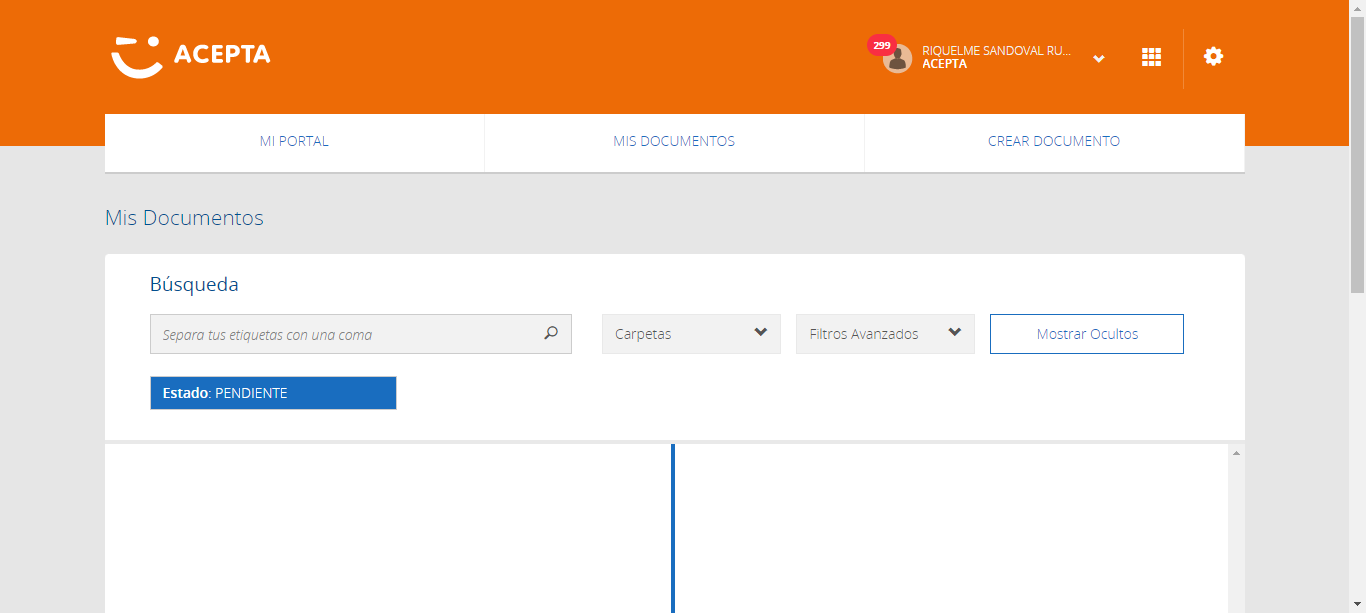 ACEPTA
299
RIQUELME SANDOVAL RU...
ACEPTA
MI PORTAL
MIS DOCUMENTOS
CREAR DOCUMENTO
Mis Documentos
Búsqueda
Separa tus etiquetas con una coma
Carpetas
Filtros Avanzados
Mostrar Ocultos
Estado: PENDIENTE